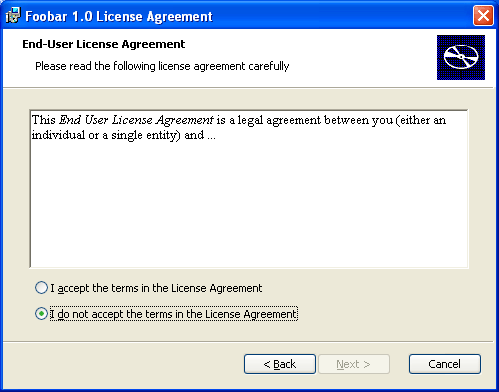 Foobar 1.0 License Agreement
End-User License Agreement
Please read the following license agreement carefully
This End User License Agreement is a legal agreement between you (either an
individual or a single entity) and ...
I accept the terms in the License Agreement
I do not accept the terms in the License Agreement
< Back
Next >
Cancel